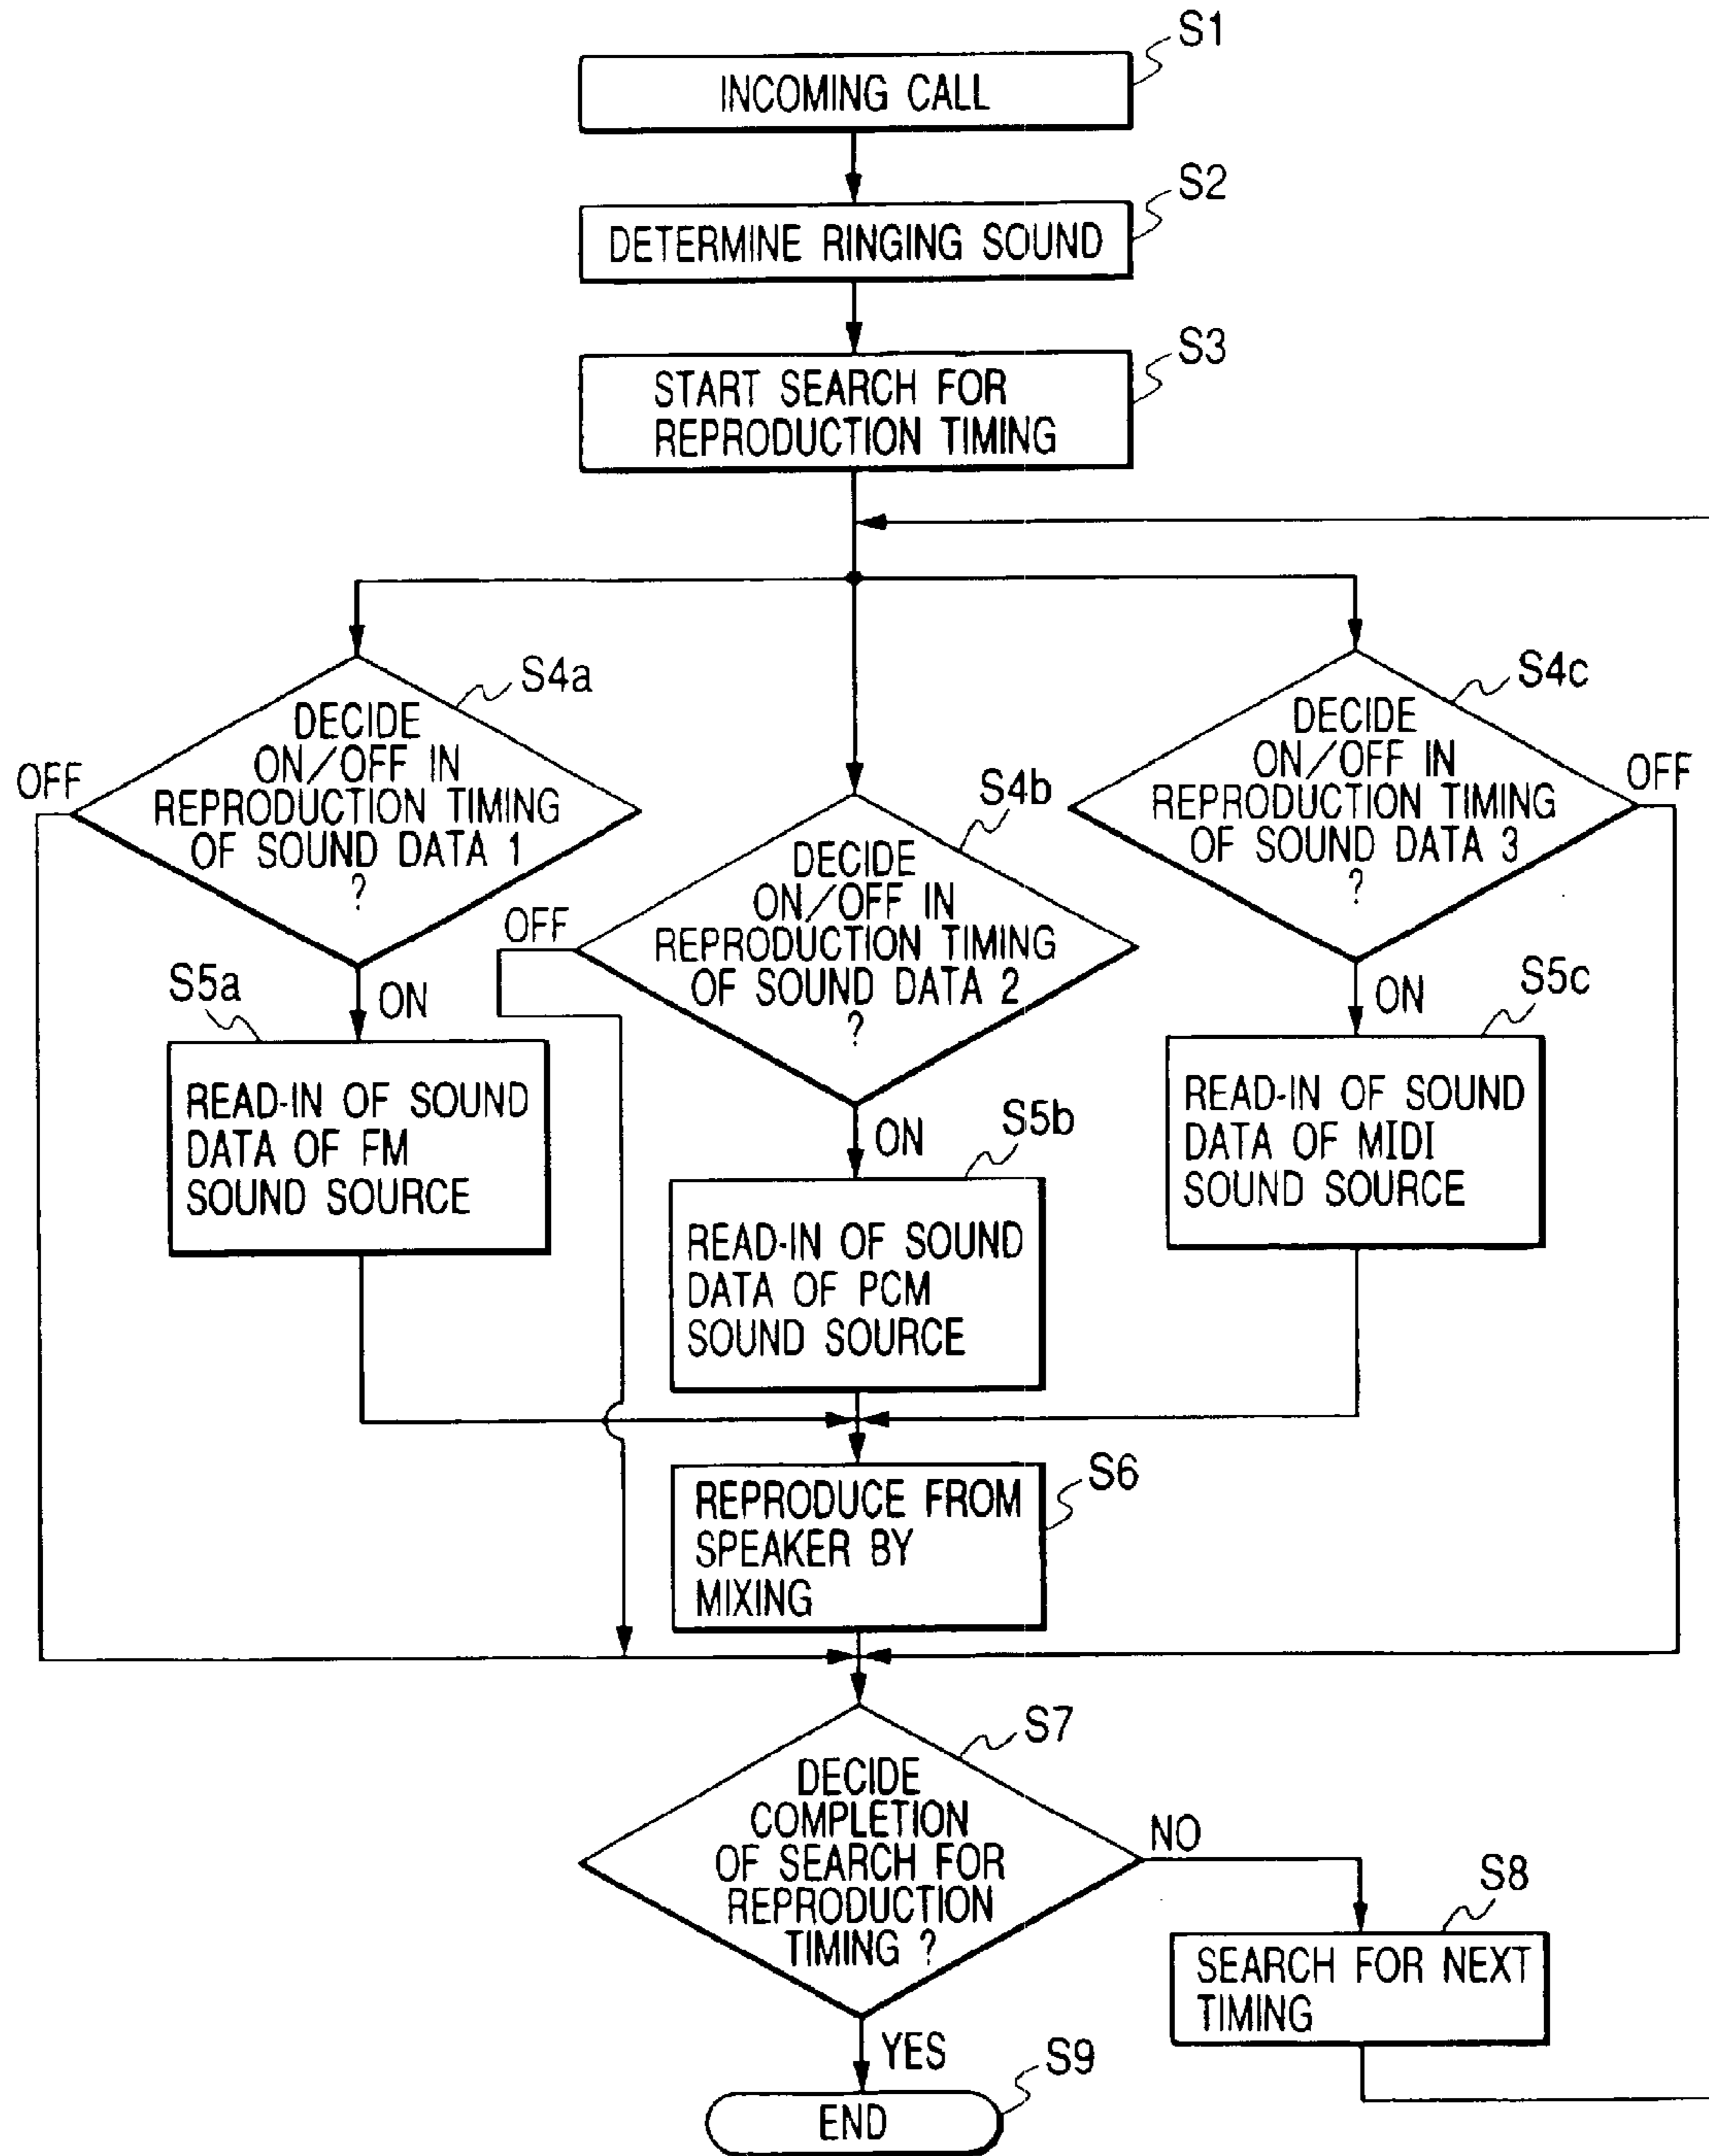 S1
INCOMING CALL
S2
DETERMINE RINGING SOUND
S3
START SEARCH FOR
REPRODUCTION TIMING
S4a
DECIDE
ON/OFF IN
REPRODUCTION TIMING
OF SOUND DATA 1
?
OFF
ON
S4b
DECIDE
ON/OFF IN
REPRODUCTION TIMING
OF SOUND DATA 2
?
OFF
ON
S4c
DECIDE
ON/OFF IN
REPRODUCTION TIMING
OF SOUND DATA 3
?
OFF
ON
S5a
READ-IN OF SOUND
DATA OF FM
SOUND SOURCE
S5b
READ-IN OF SOUND
DATA OF PCM
SOUND SOURCE
S5c
READ-IN OF SOUND
DATA OF MIDI
SOUND SOURCE
S6
REPRODUCE FROM
SPEAKER BY
MIXING
S7
DECIDE
COMPLETION
OF SEARCH FOR
REPRODUCTION
TIMING ?
NO
S8
SEARCH FOR NEXT
TIMING
YES
S9
END